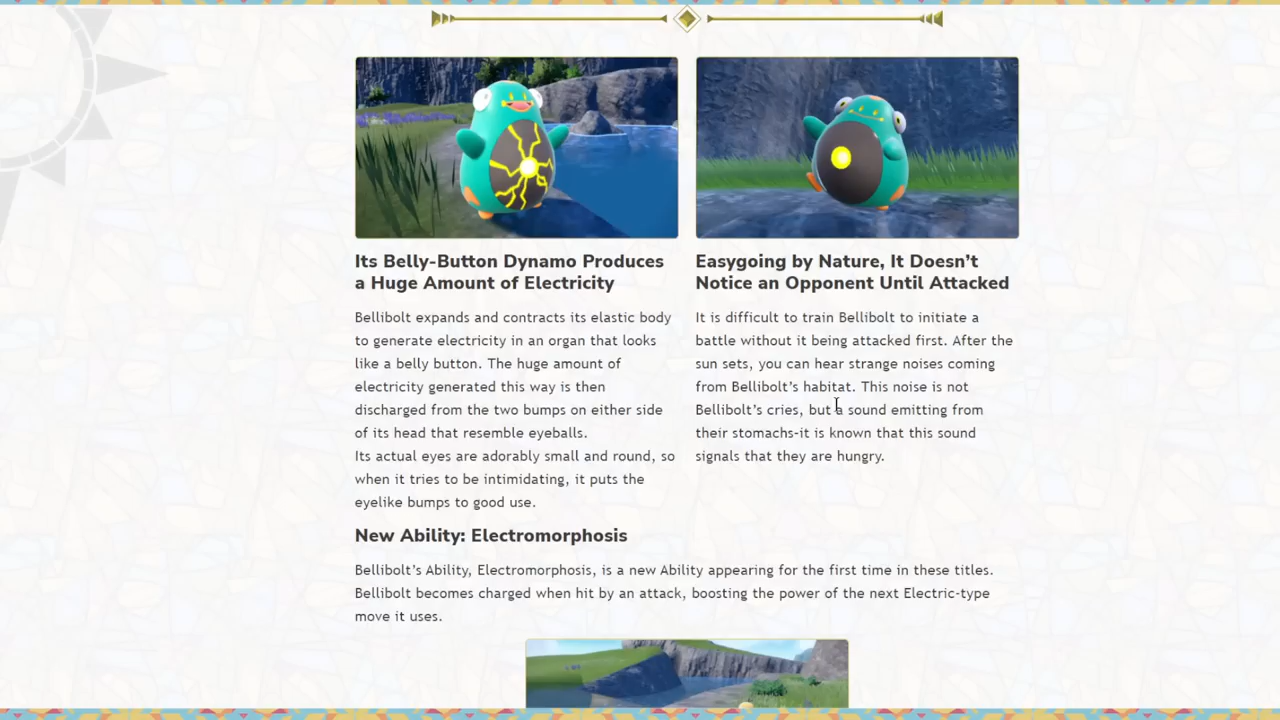 Its Belly-Button Dynamo Produces
a Huge Amount of Electricity
Bellibolt expands and contracts its elastic body
to generate electricity in an organ that looks
like a belly button. The huge amount of
electricity generated this way is then
discharged from the two bumps on either side
of its head that resemble eyeballs.
Its actual eyes are adorably small and round, so
when it tries to be intimidating, it puts the
eyelike bumps to good use.
Easygoing by Nature, It Doesn’t
Notice an Opponent Until Attacked
It is difficult to train Bellibolt to initiate a
battle without it being attacked first. After the
sun sets, you can hear strange noises coming
from Bellibolt’s habitat. This noise is not
Bellibolt’s cries, but a sound emitting from
their stomachs-it is known that this sound
signals that they are hungry.
New Ability: Electromorphosis
Bellibolt’s Ability, Electromorphosis, is a new Ability appearing for the first time in these titles.
Bellibolt becomes charged when hit by an attack, boosting the power of the next Electric-type
move it uses.